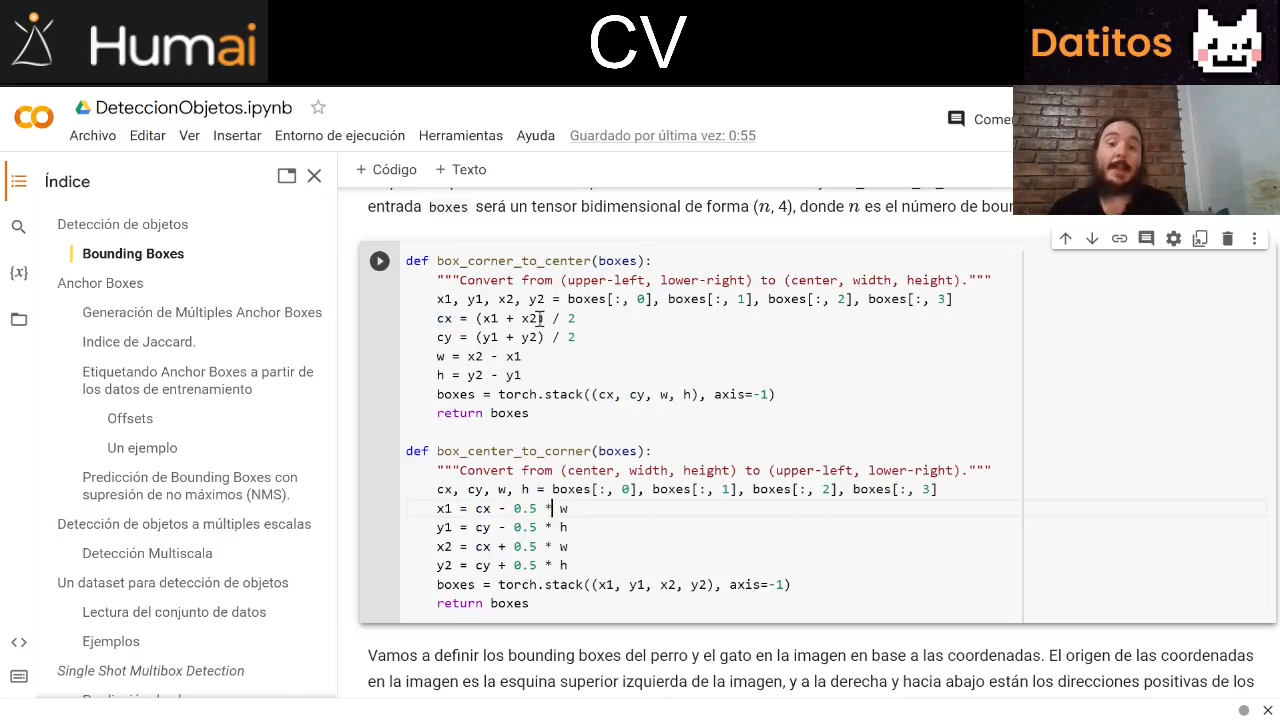 Humai
CV
Datitos
DeteccionObjetos.ipynb
Archivo Editar Ver Insertar Entorno de ejecución Herramientas Ayuda Guardado por última vez: 0:55
Índice
+ Código + Texto
Detección de objetos
Bounding Boxes
Anchor Boxes
Generación de Múltiples Anchor Boxes
Indice de Jaccard.
Etiquetando Anchor Boxes a partir de
los datos de entrenamiento
Offsets
Un ejemplo
Predicción de Bounding Boxes con
supresión de no máximos (NMS).
Detección de objetos a múltiples escalas
Detección Multiscala
Un dataset para detección de objetos
Lectura del conjunto de datos
Ejemplos
Single Shot Multibox Detection
entrada boxes será un tensor bidimensional de forma (n, 4), donde n es el número de
def box_corner_to_center(boxes):
"""Convert from (upper-left, lower-right) to (center, width, height)."""
x1, y1, x2, y2 = boxes[:, 0], boxes[:, 1], boxes[:, 2], boxes[:, 3]
cx = (x1 + x2) / 2
cy = (y1 + y2) / 2
w = x2 - x1
h = y2 - y1
boxes = torch.stack((cx, cy, w, h), axis=-1)
return boxes
def box_center_to_corner(boxes):
"""Convert from (center, width, height) to (upper-left, lower-right)."""
cx, cy, w, h = boxes[:, 0], boxes[:, 1], boxes[:, 2], boxes[:, 3]
x1 = cx - 0.5 * w
y1 = cy - 0.5 * h
x2 = cx + 0.5 * w
y2 = cy + 0.5 * h
boxes = torch.stack((x1, y1, x2, y2), axis=-1)
return boxes
Vamos a definir los bounding boxes del perro y el gato en la imagen en base a las coordenadas. El origen de las coordenadas
en la imagen es la esquina superior izquierda de la imagen, y a la derecha y hacia abajo están los direcciones positivas de los